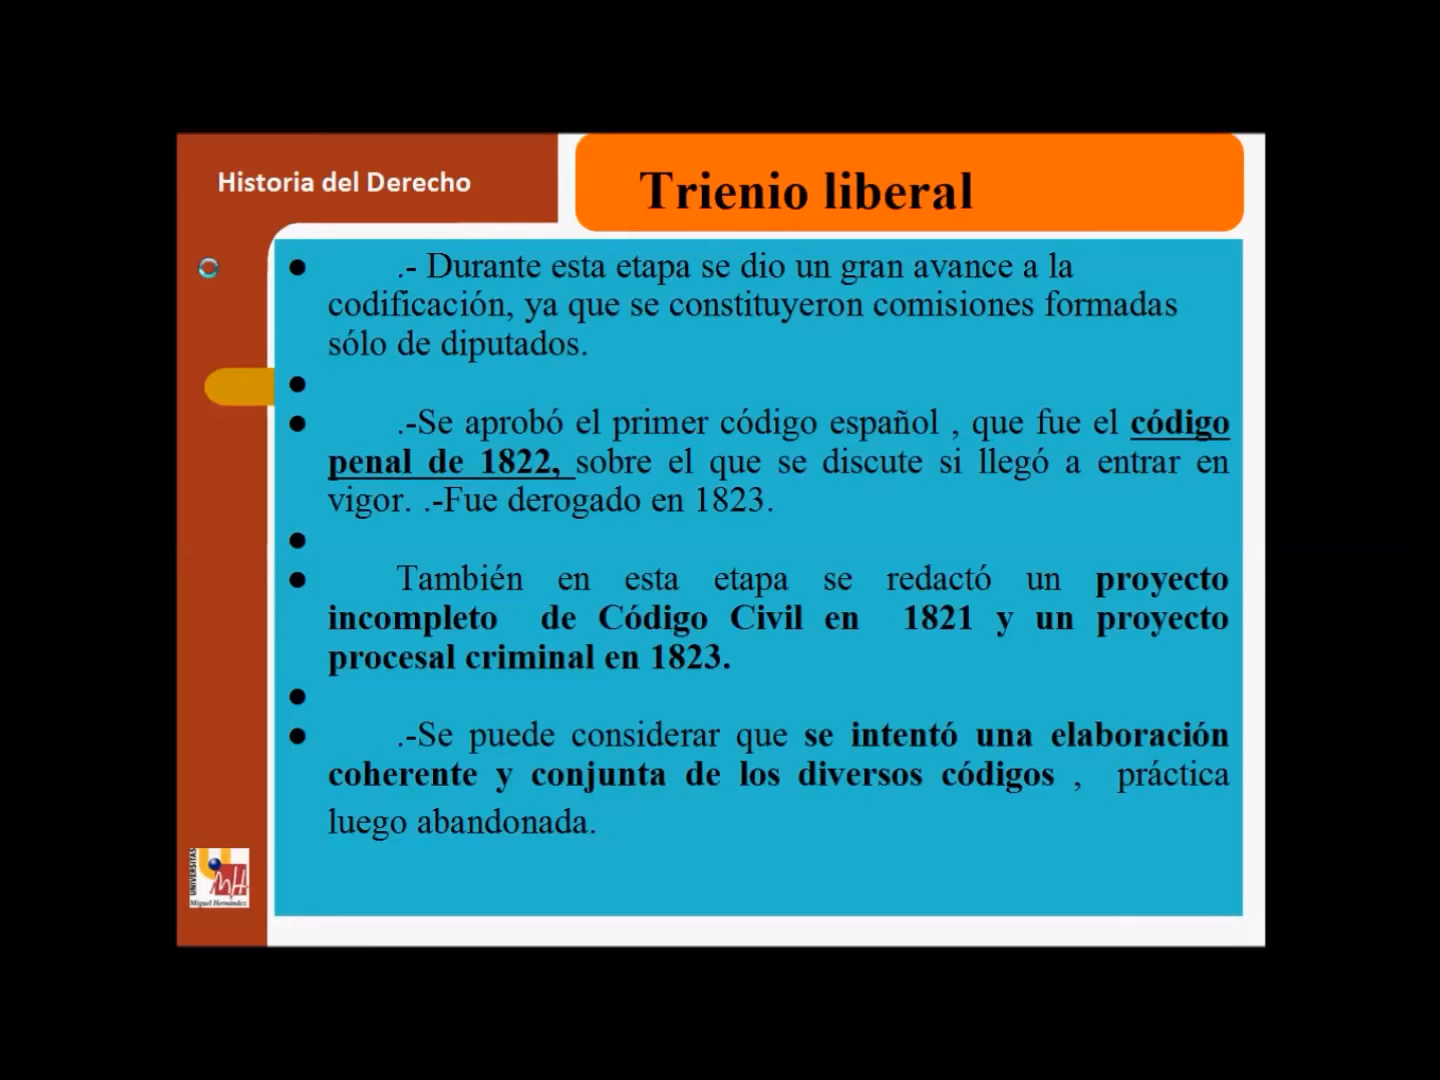 Historia del Derecho
Trienio liberal
● .- Durante esta etapa se dio un gran avance a la
codificación, ya que se constituyeron comisiones formadas
sólo de diputados.
●
● .-Se aprobó el primer código español , que fue el código
penal de 1822, sobre el que se discute si llegó a entrar en
vigor. .-Fue derogado en 1823.
●
● También en esta etapa se redactó un proyecto
incompleto de Código Civil en 1821 y un proyecto
procesal criminal en 1823.
●
● .-Se puede considerar que se intentó una elaboración
coherente y conjunta de los diversos códigos , práctica
luego abandonada.
UNIVERSITAS
Miguel Hernández